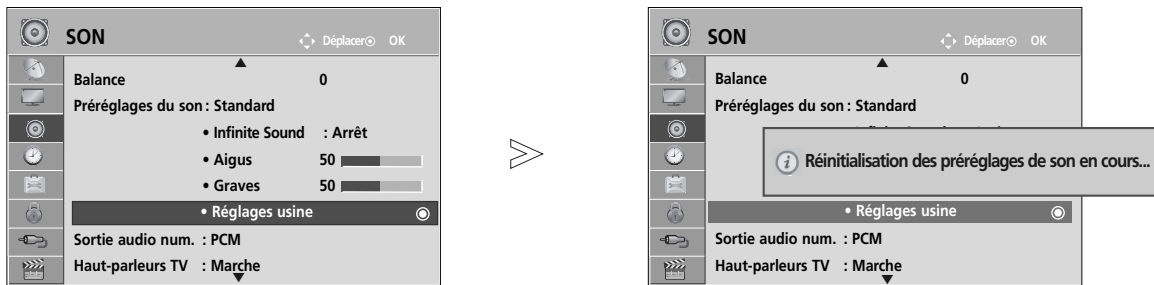 SON
Déplacer OK
Balance 0
Préréglages du son : Standard
• Infinite Sound : Arrêt
• Aigus 50
• Graves 50
• Réglages usine
Sortie audio num. : PCM
Haut-parleurs TV : Marche
SON
Déplacer OK
Balance 0
Préréglages du son : Standard
Réinitialisation des préréglages de son en cours...
• Réglages usine
Sortie audio num. : PCM
Haut-parleurs TV : Marche